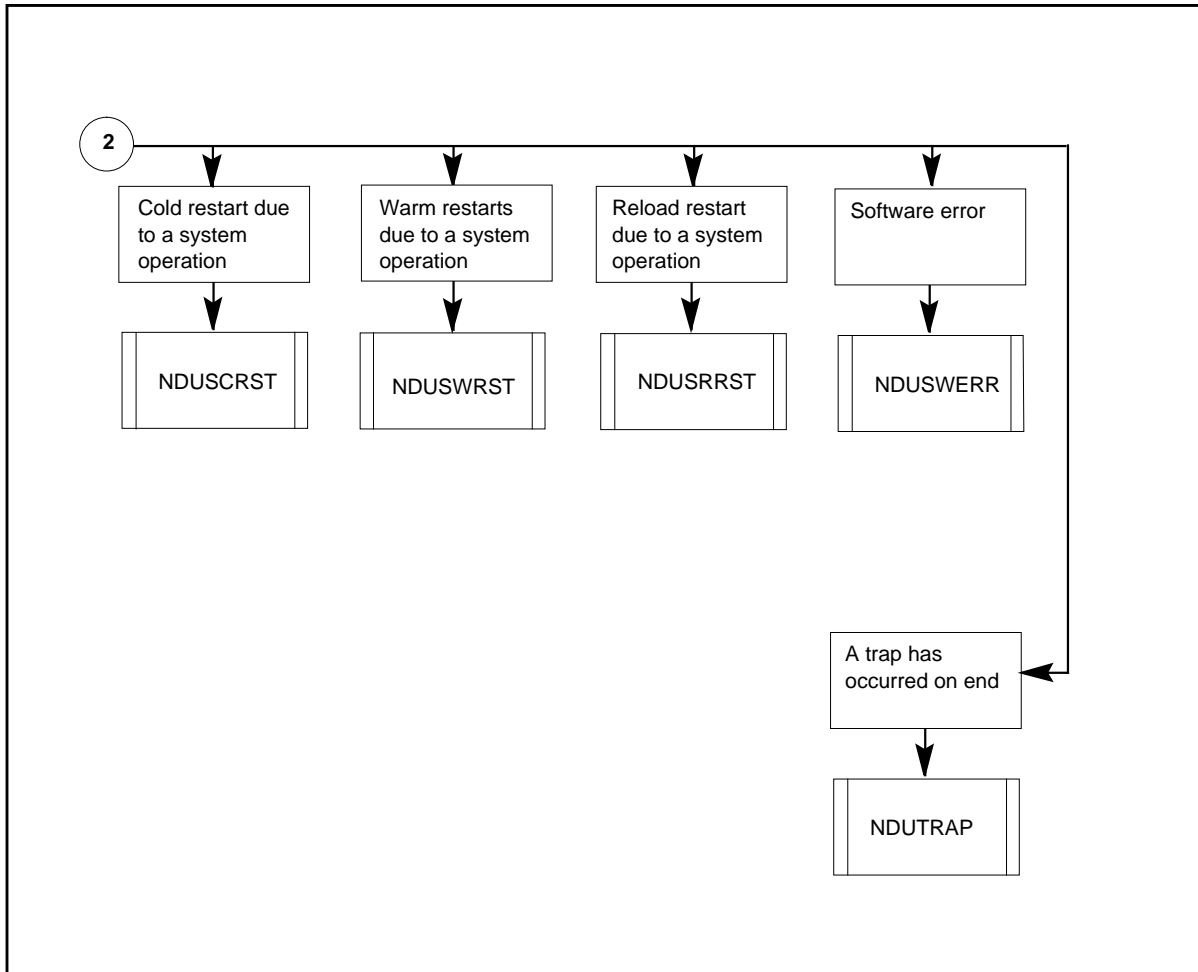 2
Cold restart due
to a system
operation
Warm restarts
due to a system
operation
Reload restart
due to a system
operation
Software error
NDUSCRST
NDUSWRST
NDUSRRST
NDUSWERR
A trap has
occurred on end
NDUTRAP